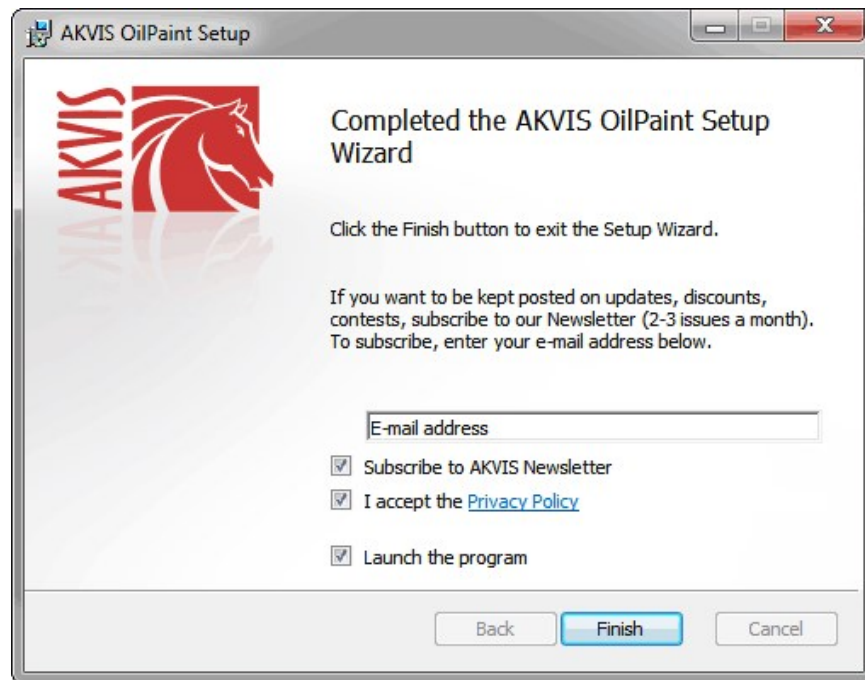 AKVIS OilPaint Setup
AKVIS
Completed the AKVIS OilPaint Setup
Wizard
Click the Finish button to exit the Setup Wizard.
If you want to be kept posted on updates, discounts,
contests, subscribe to our Newsletter (2-3 issues a month).
To subscribe, enter your e-mail address below.
E-mail address
Subscribe to AKVIS Newsletter
I accept the Privacy Policy
Launch the program
Back Finish Cancel